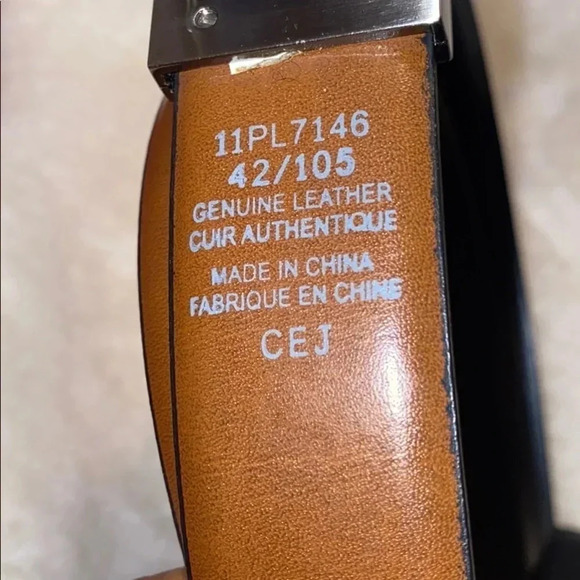 11PL7146
42/105
GENUINE LEATHER
CUIR AUTHENTIQUE
MADE IN CHINA
FABRIQUE EN CHINE
CEJ